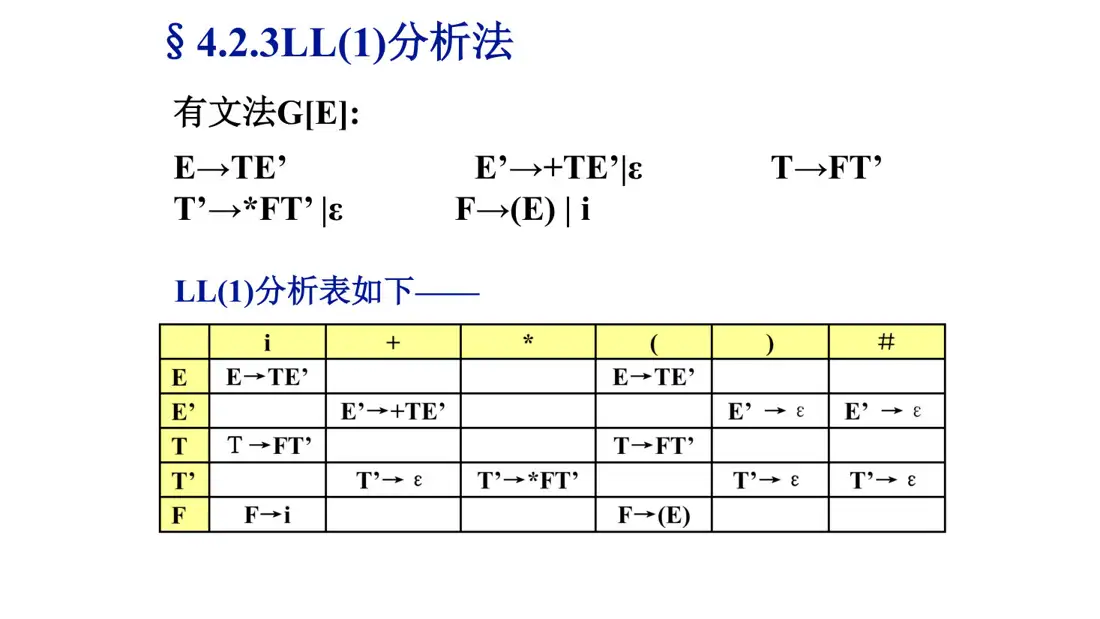 § 4.2.3LL(1)分析法
有文法G[E]:
E→TE’ E’→+TE’|ε T→FT’
T’→*FT’ |ε F→(E) | i
LL(1)分析表如下——
i + * ( ) #
E E→TE’ E→TE’
E’ E’→+TE’ E’ → ε E’ → ε
T T→FT’ T→FT’
T’ T’→ ε T’→*FT’ T’→ ε T’→ ε
F F→i F→(E)